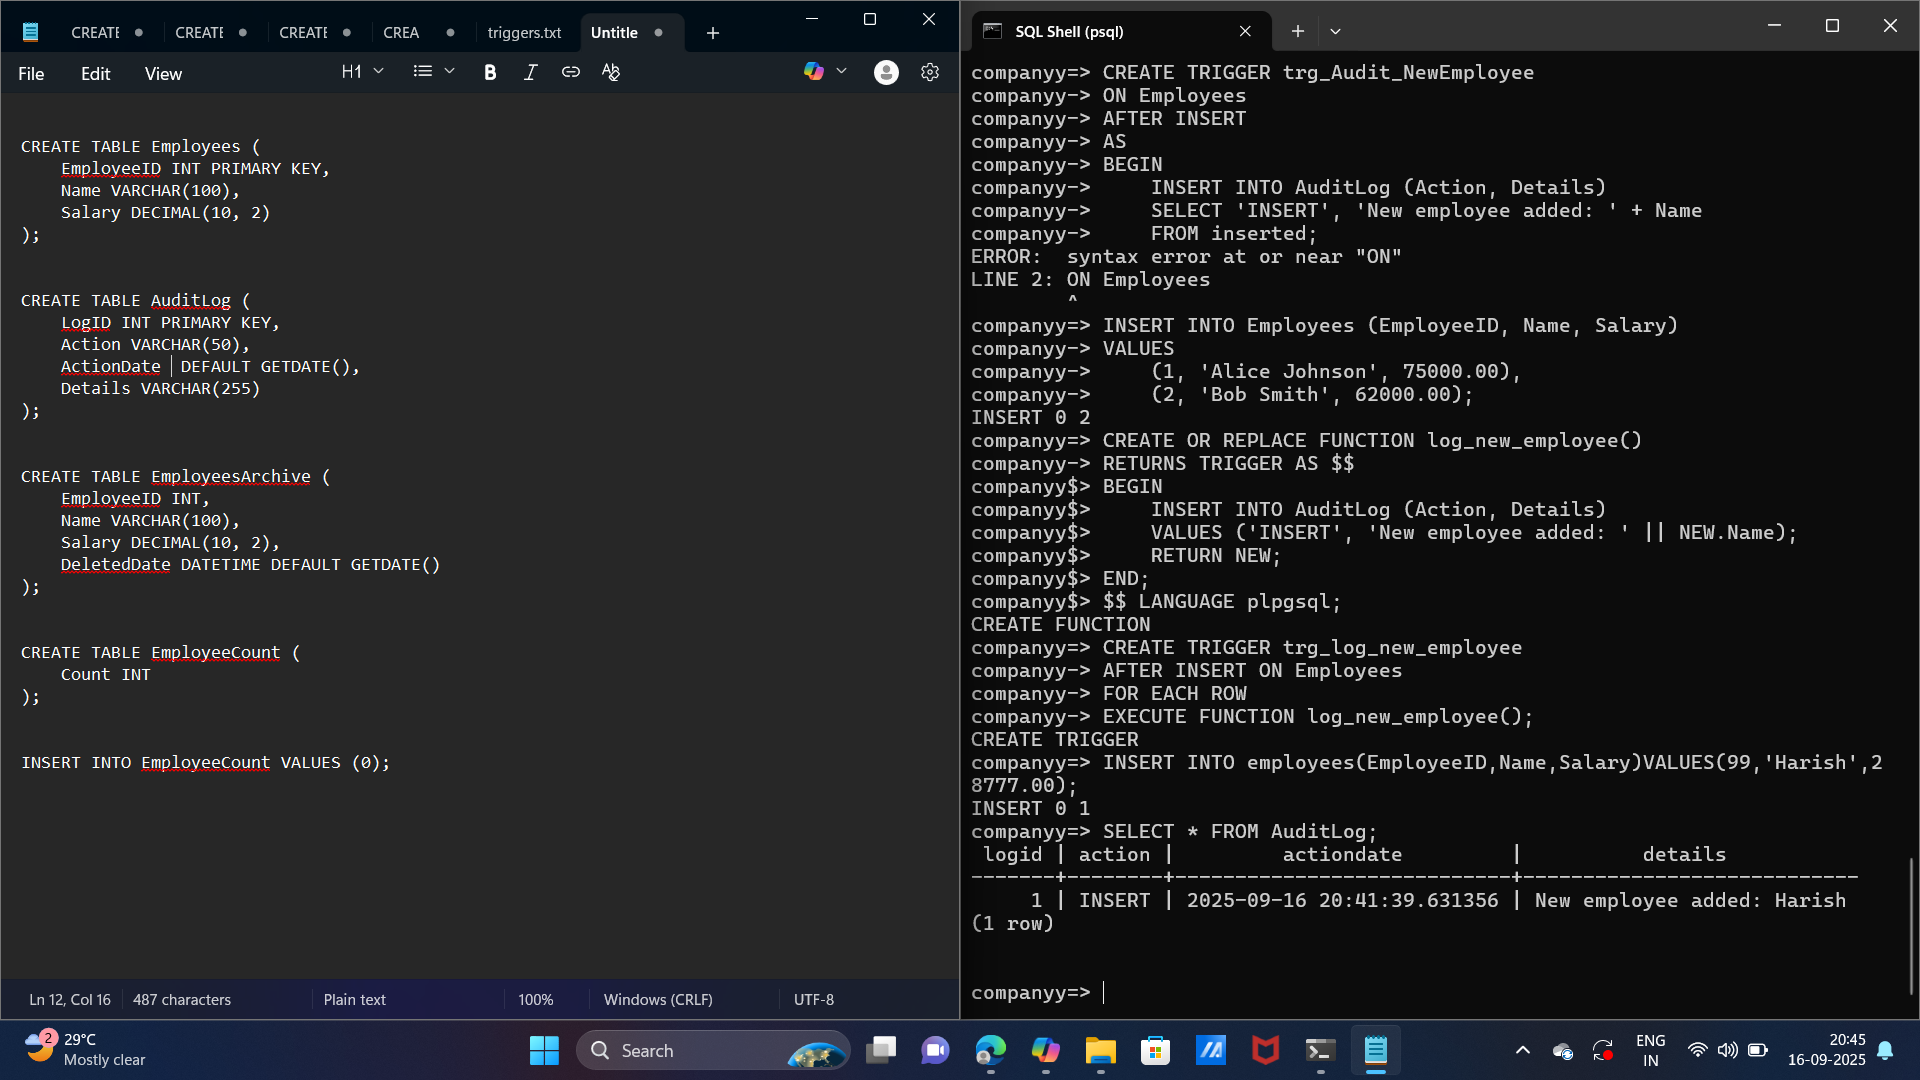 CREATE
CREATE
CREATE
CREA
triggers.txt
Untitle
File
Edit
View
H1
B
I
CREATE TABLE Employees (
    EmployeeID INT PRIMARY KEY,
    Name VARCHAR(100),
    Salary DECIMAL(10, 2)
);
CREATE TABLE AuditLog (
    LogID INT PRIMARY KEY,
    Action VARCHAR(50),
    ActionDate  DEFAULT GETDATE(),
    Details VARCHAR(255)
);
CREATE TABLE EmployeesArchive (
    EmployeeID INT,
    Name VARCHAR(100),
    Salary DECIMAL(10, 2),
    DeletedDate DATETIME DEFAULT GETDATE()
);
CREATE TABLE EmployeeCount (
    Count INT
);
INSERT INTO EmployeeCount VALUES (0);
Ln 12, Col 16
487 characters
Plain text
100%
Windows (CRLF)
UTF-8
SQL Shell (psql)
companyy=> CREATE TRIGGER trg_Audit_NewEmployee
companyy-> ON Employees
companyy-> AFTER INSERT
companyy-> AS
companyy-> BEGIN
companyy->     INSERT INTO AuditLog (Action, Details)
companyy->     SELECT 'INSERT', 'New employee added: ' + Name
companyy->     FROM inserted;
ERROR:  syntax error at or near "ON"
LINE 2: ON Employees
        ^
companyy=> INSERT INTO Employees (EmployeeID, Name, Salary)
companyy-> VALUES
companyy->     (1, 'Alice Johnson', 75000.00),
companyy->     (2, 'Bob Smith', 62000.00);
INSERT 0 2
companyy=> CREATE OR REPLACE FUNCTION log_new_employee()
companyy-> RETURNS TRIGGER AS $$
companyy$> BEGIN
companyy$>     INSERT INTO AuditLog (Action, Details)
companyy$>     VALUES ('INSERT', 'New employee added: ' || NEW.Name);
companyy$>     RETURN NEW;
companyy$> END;
companyy$> $$ LANGUAGE plpgsql;
CREATE FUNCTION
companyy=> CREATE TRIGGER trg_log_new_employee
companyy-> AFTER INSERT ON Employees
companyy-> FOR EACH ROW
companyy-> EXECUTE FUNCTION log_new_employee();
CREATE TRIGGER
companyy=> INSERT INTO employees(EmployeeID,Name,Salary)VALUES(99,'Harish',2
8777.00);
INSERT 0 1
companyy=> SELECT * FROM AuditLog;
 logid | action |         actiondate         |          details
-------+--------+----------------------------+----------------------------
     1 | INSERT | 2025-09-16 20:41:39.631356 | New employee added: Harish
(1 row)
companyy=>
2
29°C
Mostly clear
Search
ENG
IN
20:45
16-09-2025